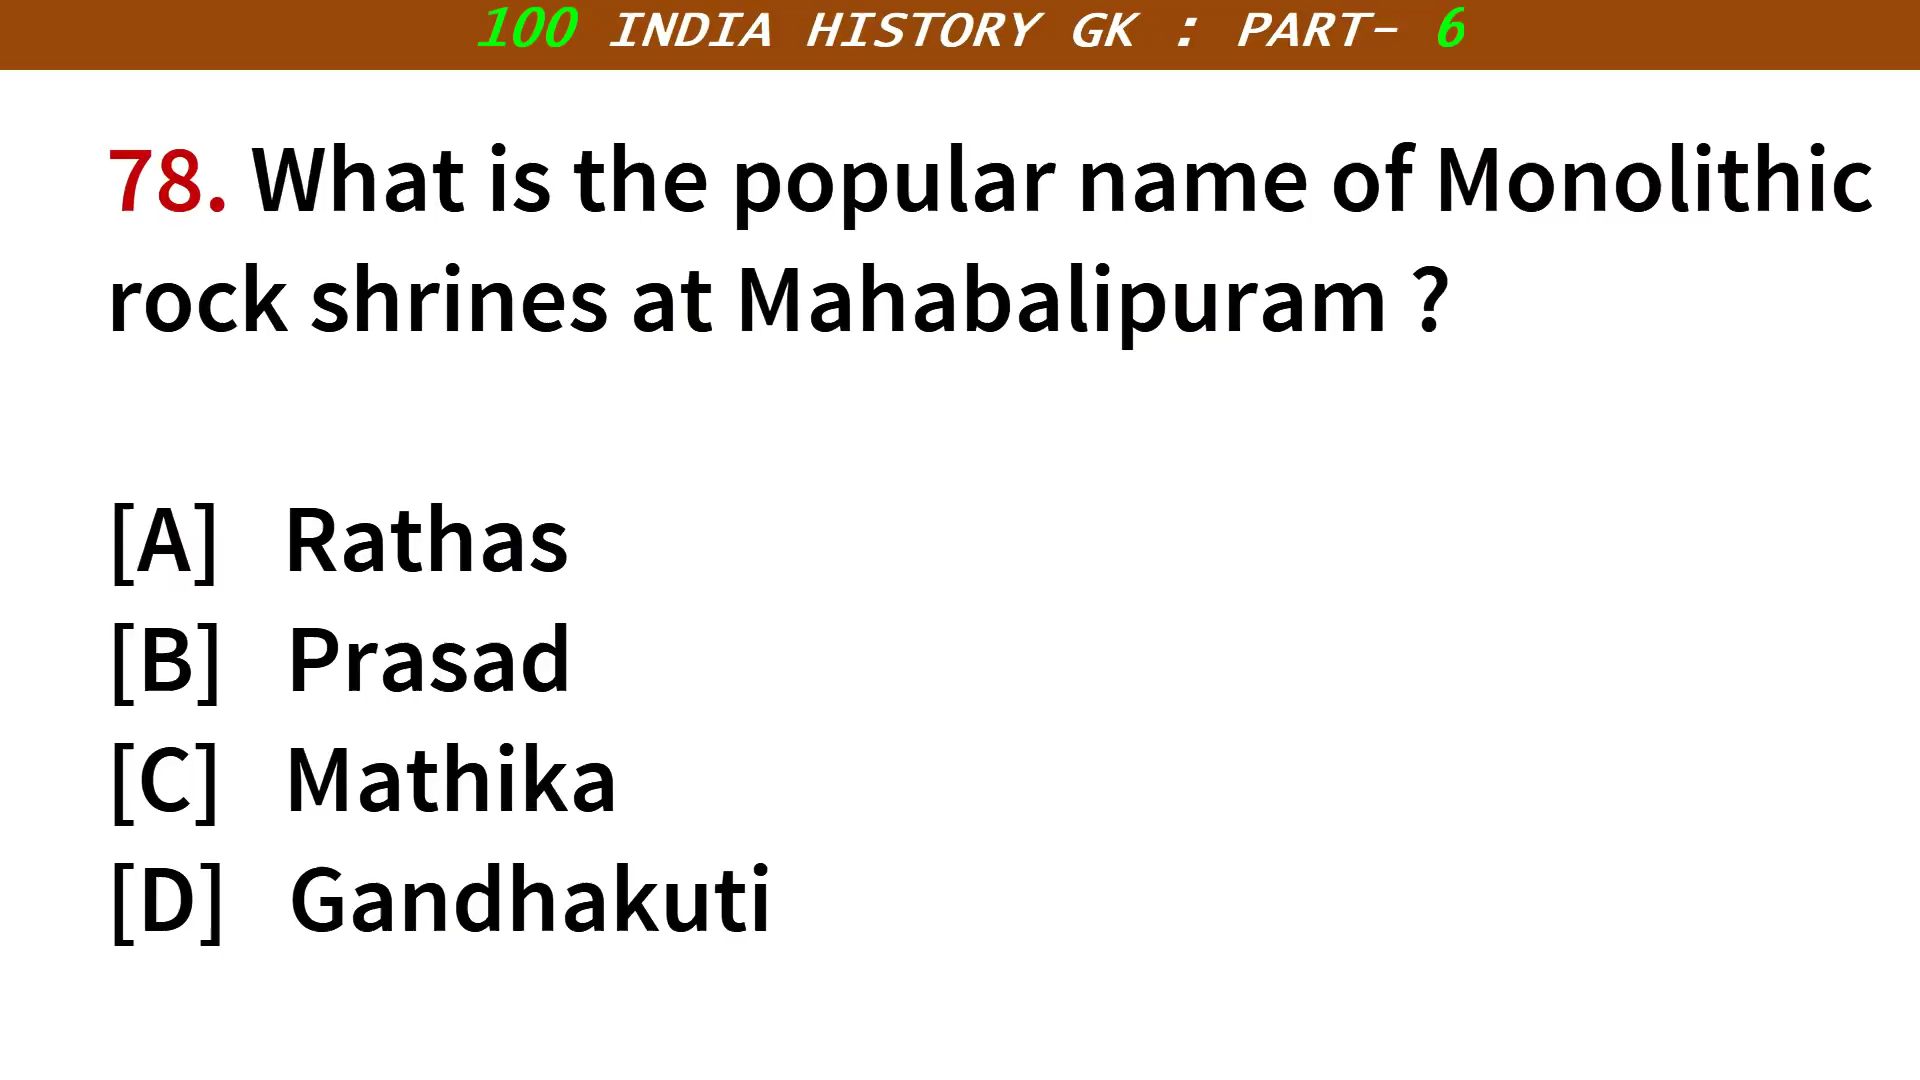 100 INDIA HISTORY GK : PART- 6
78. What is the popular name of Monolithic
rock shrines at Mahabalipuram ?
[A] Rathas
[B] Prasad
[C] Mathika
[D] Gandhakuti